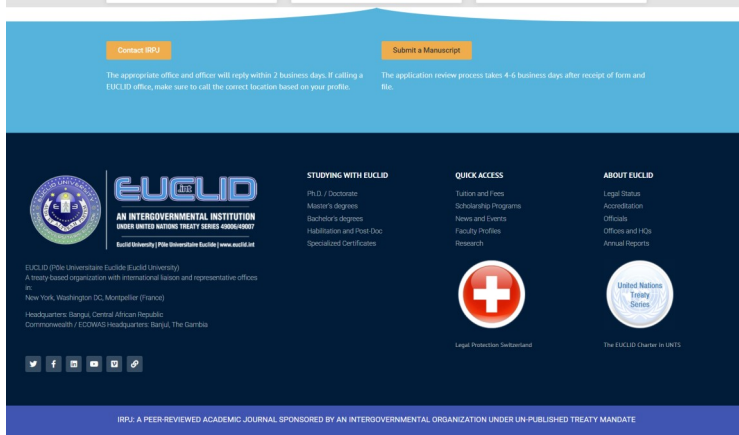 Contact IRPJ
The appropriate office and officer will reply within 2 business days. If calling a
EUCLID office, make sure to call the correct location based on your profile.
Submit a Manuscript
The application review process takes 4-6 business days after receipt of form and
file.
EUCLID UNIVERSITY
EUCLID
int
AN INTERGOVERNMENTAL INSTITUTION
UNDER UNITED NATIONS TREATY SERIES 49006/49007
Euclid University | Pôle Universitaire Euclide | www.euclid.int
EUCLID (Pôle Universitaire Euclide |Euclid University)
A treaty-based organization with international liaison and representative offices
in:
New York, Washington DC, Montpellier (France)
Headquarters: Bangui, Central African Republic
Commonwealth / ECOWAS Headquarters: Banjul, The Gambia
STUDYING WITH EUCLID
Ph.D. / Doctorate
Master's degrees
Bachelor's degrees
Habilitation and Post-Doc
Specialized Certificates
QUICK ACCESS
Tuition and Fees
Scholarship Programs
News and Events
Faculty Profiles
Research
Legal Protection Switzerland
ABOUT EUCLID
Legal Status
Accreditation
Officials
Offices and HQs
Annual Reports
United Nations
Treaty
Series
The EUCLID Charter in UNTS
IRPJ: A PEER-REVIEWED ACADEMIC JOURNAL SPONSORED BY AN INTERGOVERNMENTAL ORGANIZATION UNDER UN-PUBLISHED TREATY MANDATE